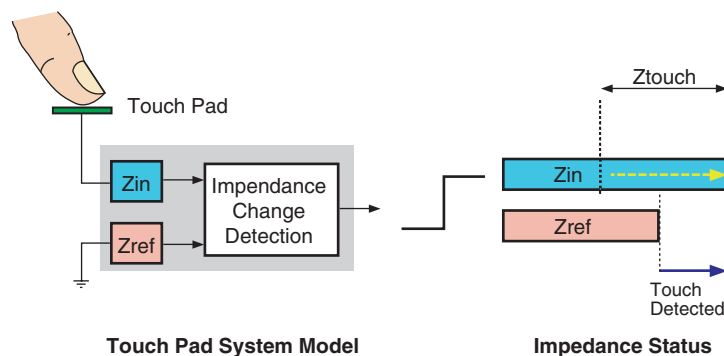 Touch Pad
Zin
Zref
Impendance
Change
Detection
Touch Pad System Model
Ztouch
Zin
Zref
Touch
Detected
Impedance Status